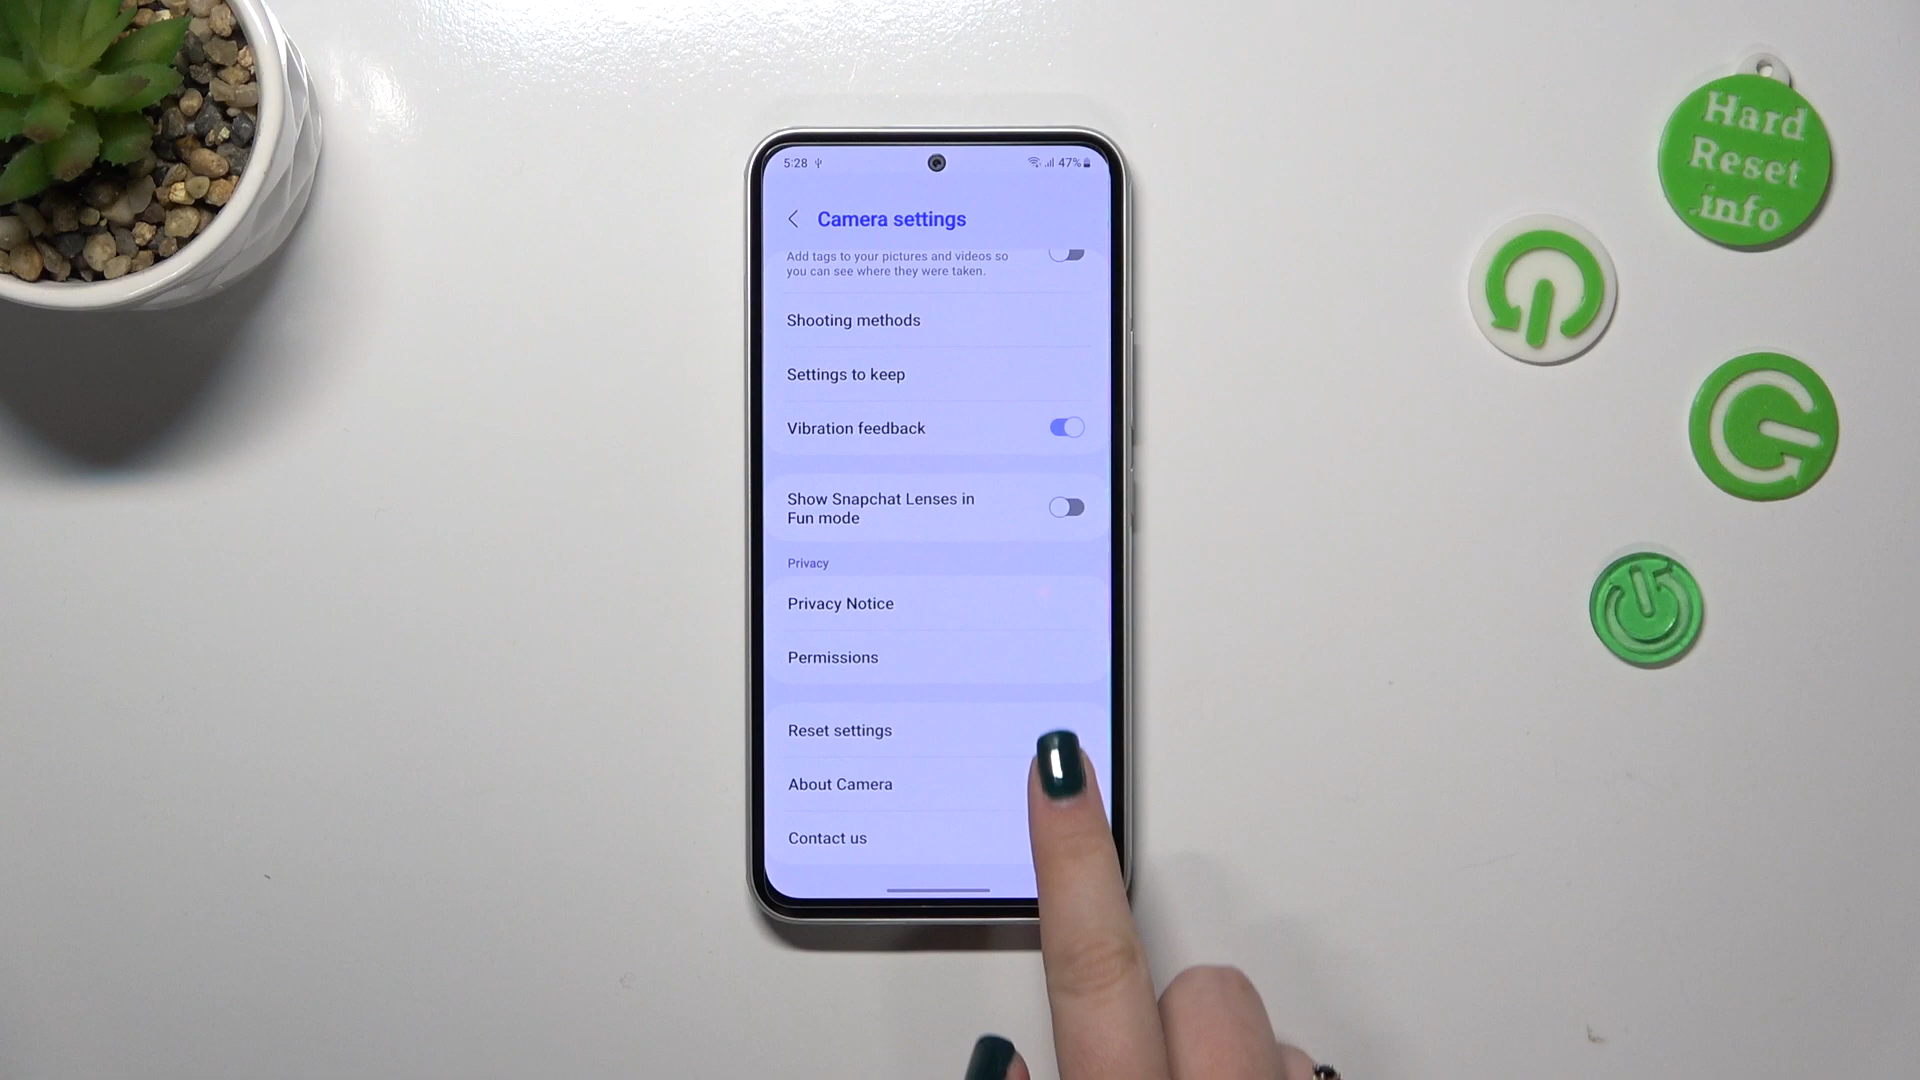 5:28
47%
Camera settings
Add tags to your pictures and videos so
you can see where they were taken.
Shooting methods
Settings to keep
Vibration feedback
Show Snapchat Lenses in
Fun mode
Privacy
Privacy Notice
Permissions
Reset settings
About Camera
Contact us
Hard
Reset
.info